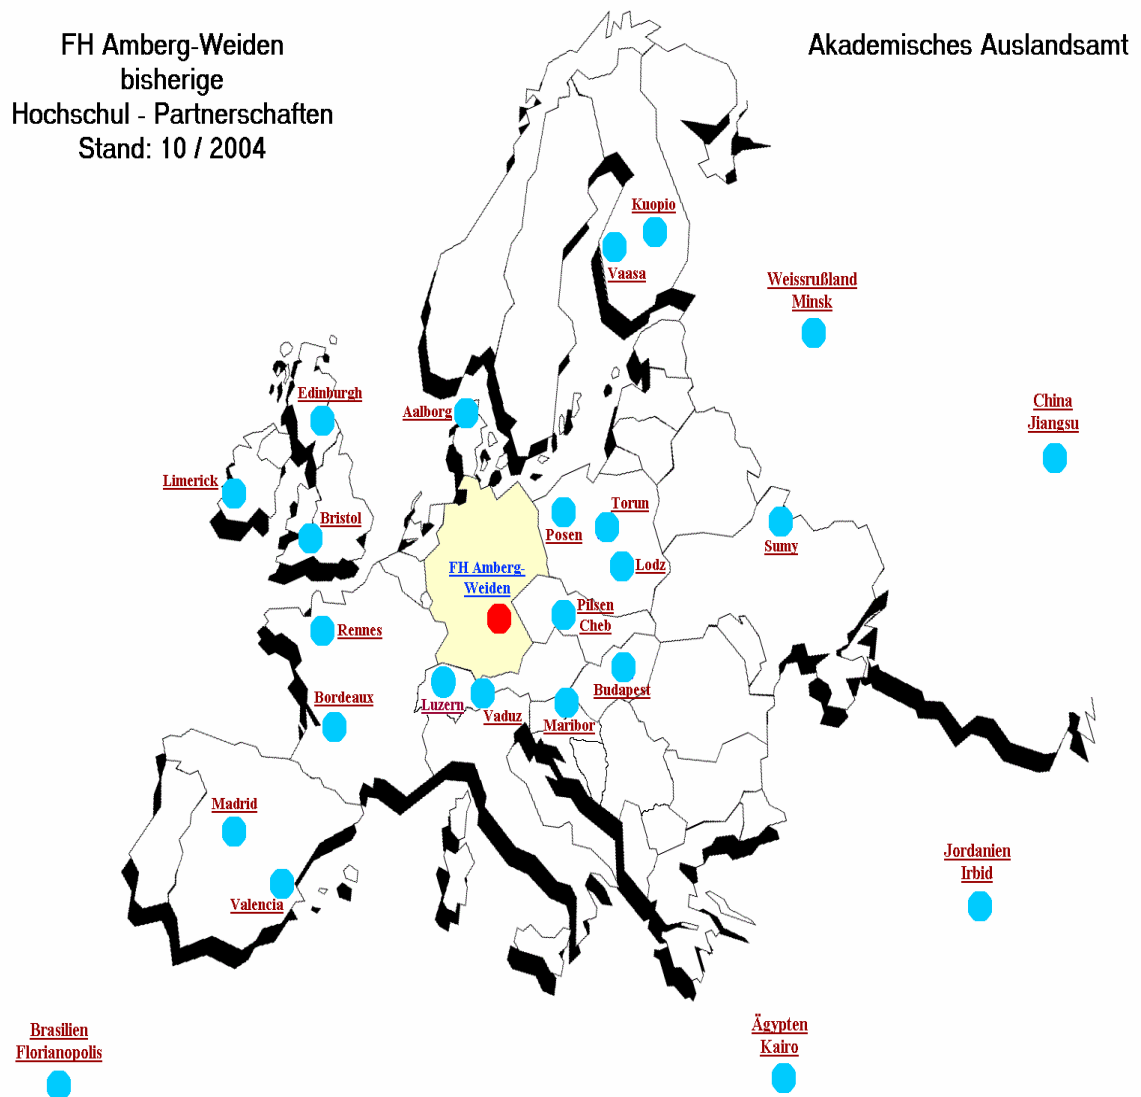 FH Amberg-Weiden
bisherige
Hochschul - Partnerschaften
Stand: 10 / 2004
Akademisches Auslandsamt
Kuopio
Vaasa
Weissrußland
Minsk
Edinburgh
Aalborg
China
Jiangsu
Limerick
Bristol
Torun
Posen
Sumy
Lodz
FH Amberg-
Weiden
Pilsen
Cheb
Rennes
Budapest
Bordeaux
Luzern
Vaduz
Maribor
Madrid
Valencia
Jordanien
Irbid
Brasilien
Florianopolis
Ägypten
Kairo